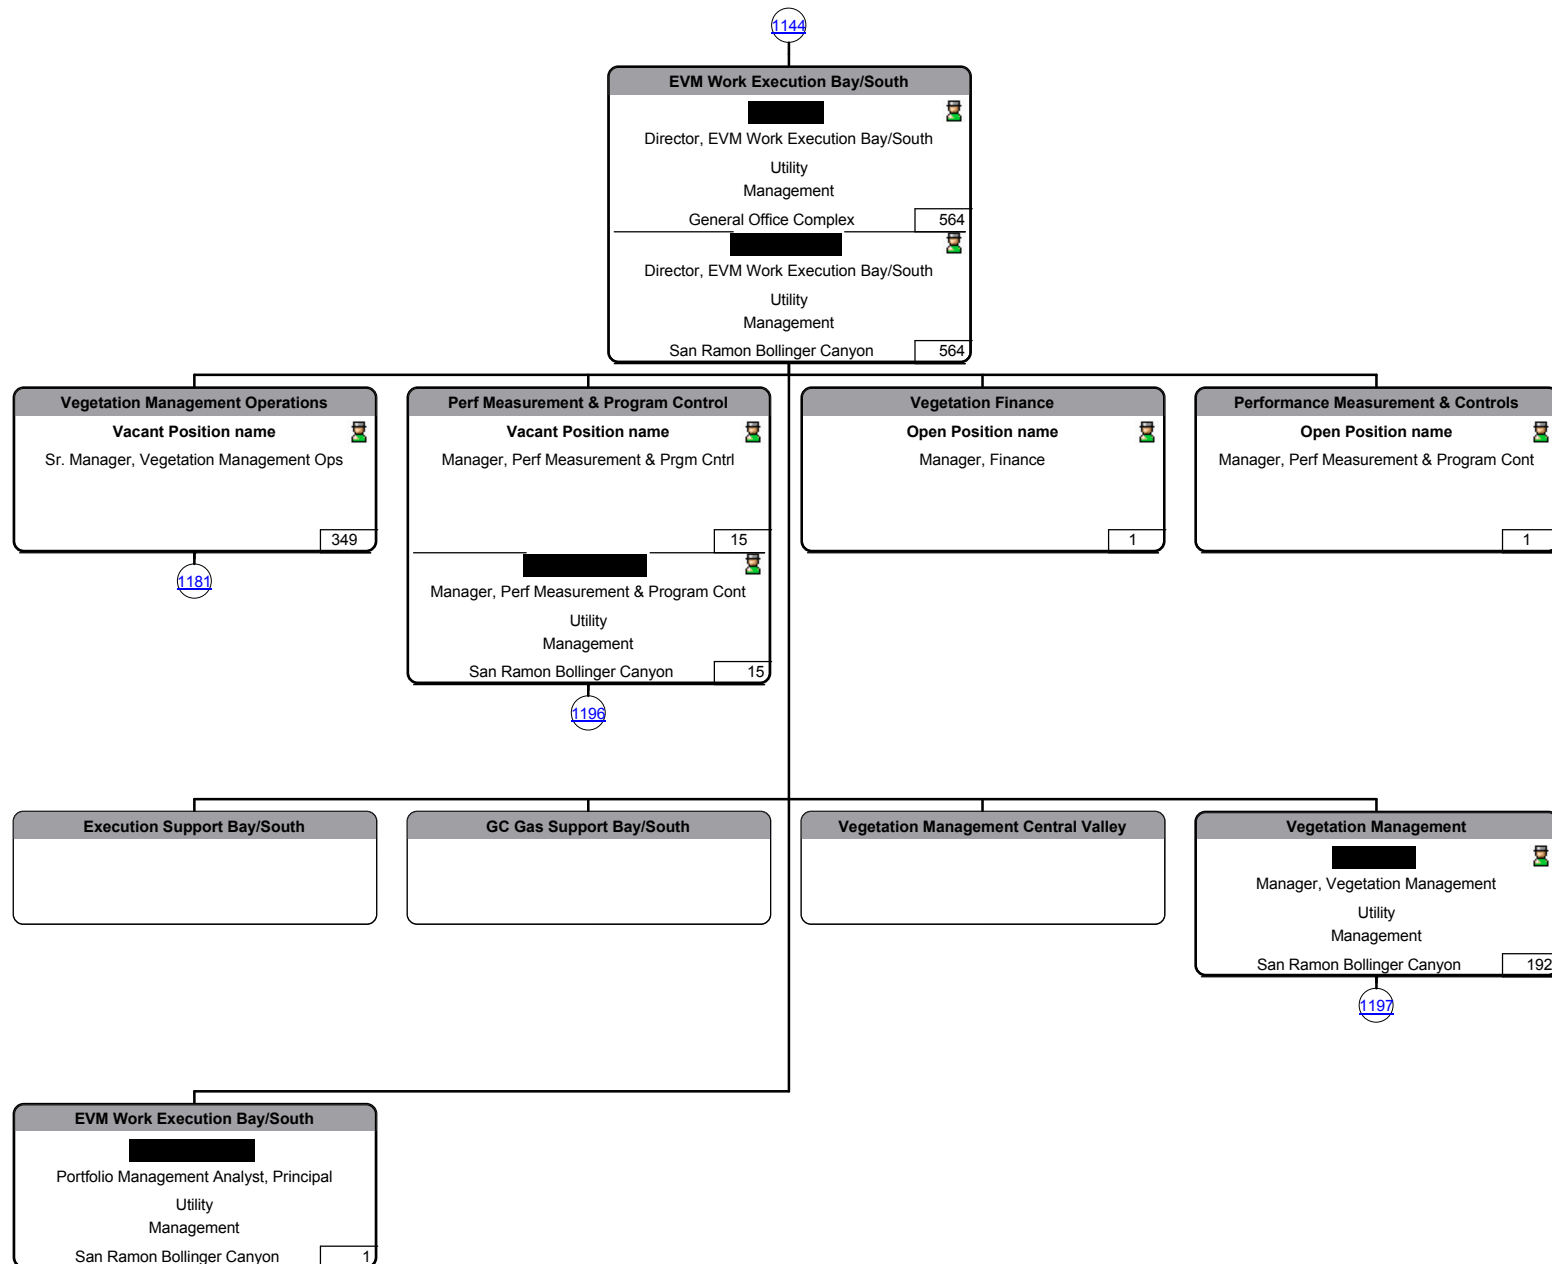 1144
EVM Work Execution Bay/South
Director, EVM Work Execution Bay/South
Utility
Management
General Office Complex 564
Director, EVM Work Execution Bay/South
Utility
Management
San Ramon Bollinger Canyon 564
Vegetation Management Operations
Vacant Position name
Sr. Manager, Vegetation Management Ops
349
1181
Perf Measurement & Program Control
Vacant Position name
Manager, Perf Measurement & Prgm Cntrl
15
Manager, Perf Measurement & Program Cont
Utility
Management
San Ramon Bollinger Canyon 15
1196
Vegetation Finance
Open Position name
Manager, Finance
1
Performance Measurement & Controls
Open Position name
Manager, Perf Measurement & Program Cont
1
Execution Support Bay/South
GC Gas Support Bay/South
Vegetation Management Central Valley
Vegetation Management
Manager, Vegetation Management
Utility
Management
San Ramon Bollinger Canyon 192
1197
EVM Work Execution Bay/South
Portfolio Management Analyst, Principal
Utility
Management
San Ramon Bollinger Canyon 1